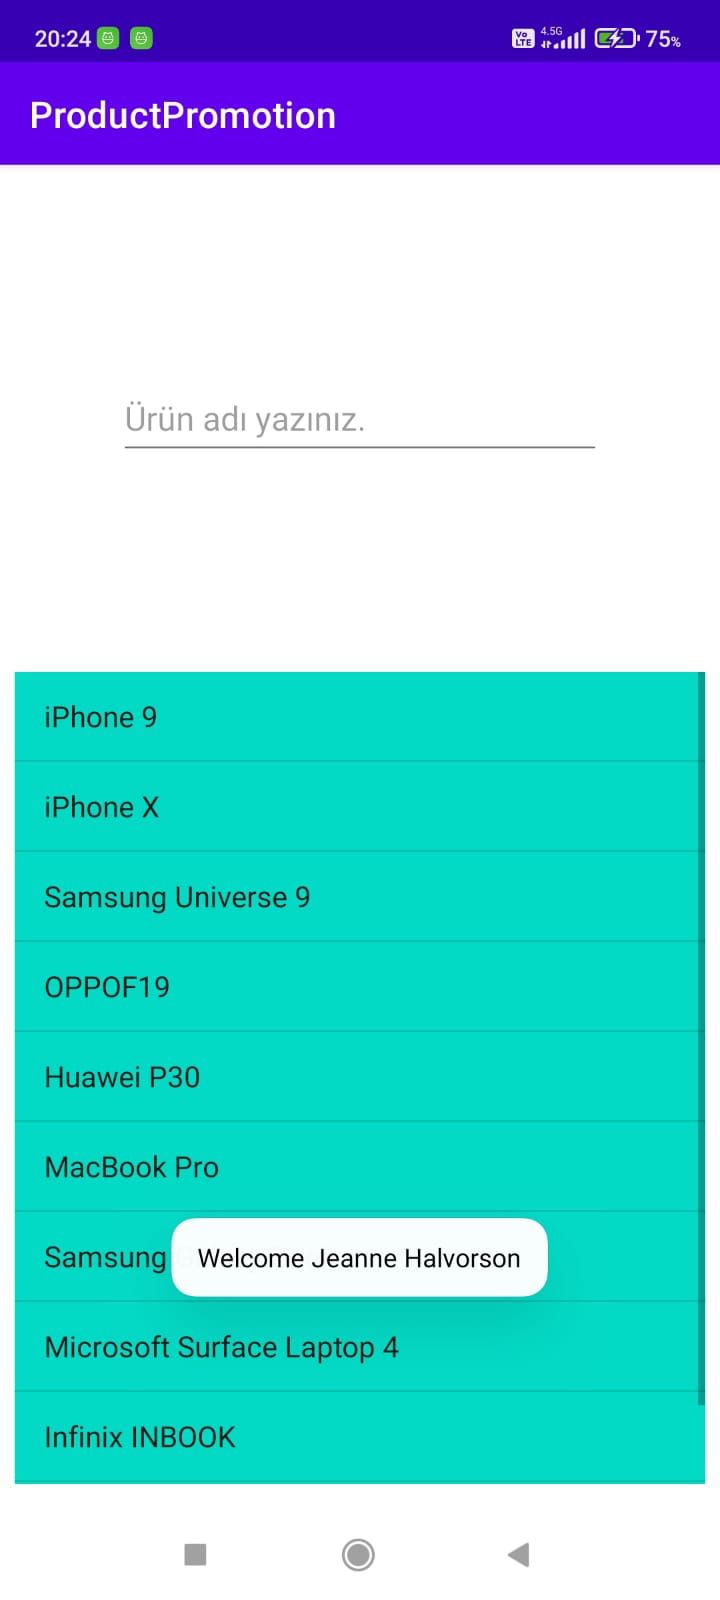 20:24
Vo LTE 4.5G 75%
ProductPromotion
Ürün adı yazınız.
iPhone 9
iPhone X
Samsung Universe 9
OPPOF19
Huawei P30
MacBook Pro
Samsung
Welcome Jeanne Halvorson
Microsoft Surface Laptop 4
Infinix INBOOK